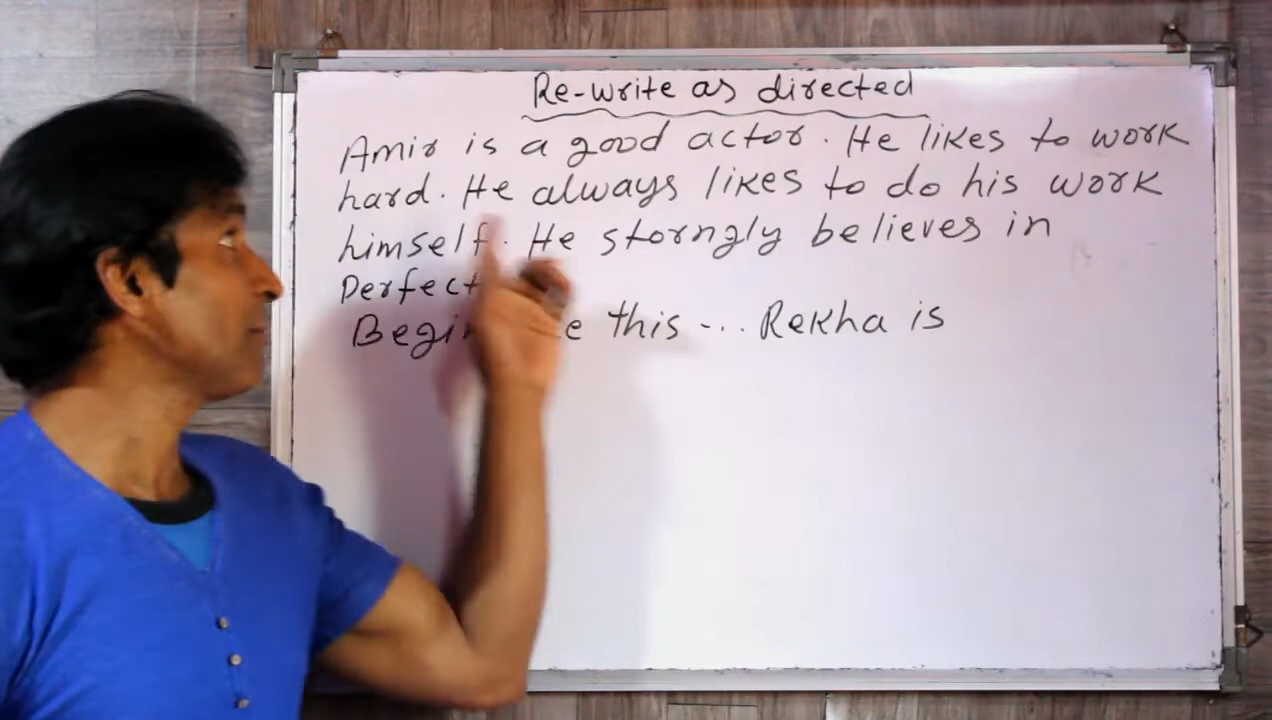 Re-write as directed
Amir is a good actor. He likes to work
hard. He always likes to do his work
himself. He storngly believes in
Perfect
Begin this ... Rekha is